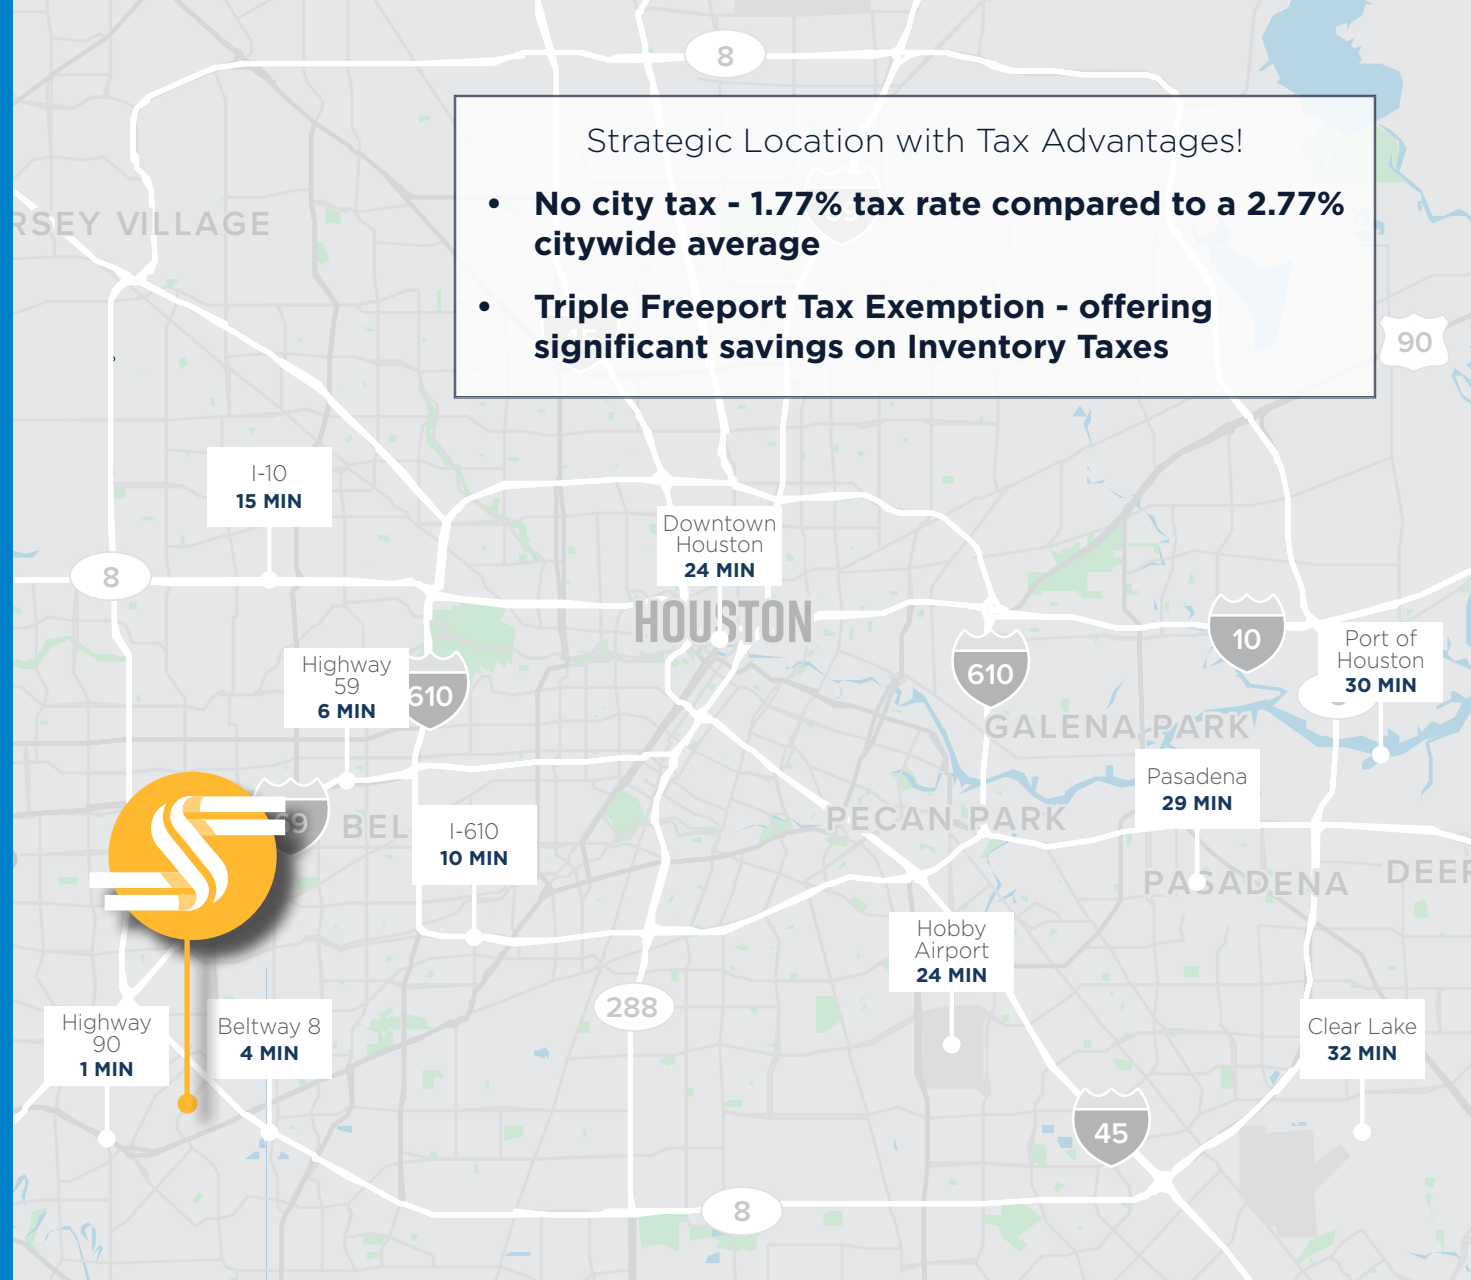 8
Strategic Location with Tax Advantages!
• No city tax - 1.77% tax rate compared to a 2.77%
citywide average
• Triple Freeport Tax Exemption - offering
significant savings on Inventory Taxes
RSEY VILLAGE
90
I-10
15 MIN
Downtown
Houston
24 MIN
8
HOUSTON
10
Port of
Houston
30 MIN
Highway
59
6 MIN
610
610
GALENA PARK
Pasadena
29 MIN
69
BEL
I-610
10 MIN
PECAN PARK
PASADENA
DEER
Hobby
Airport
24 MIN
288
Highway
90
1 MIN
Beltway 8
4 MIN
Clear Lake
32 MIN
45
8